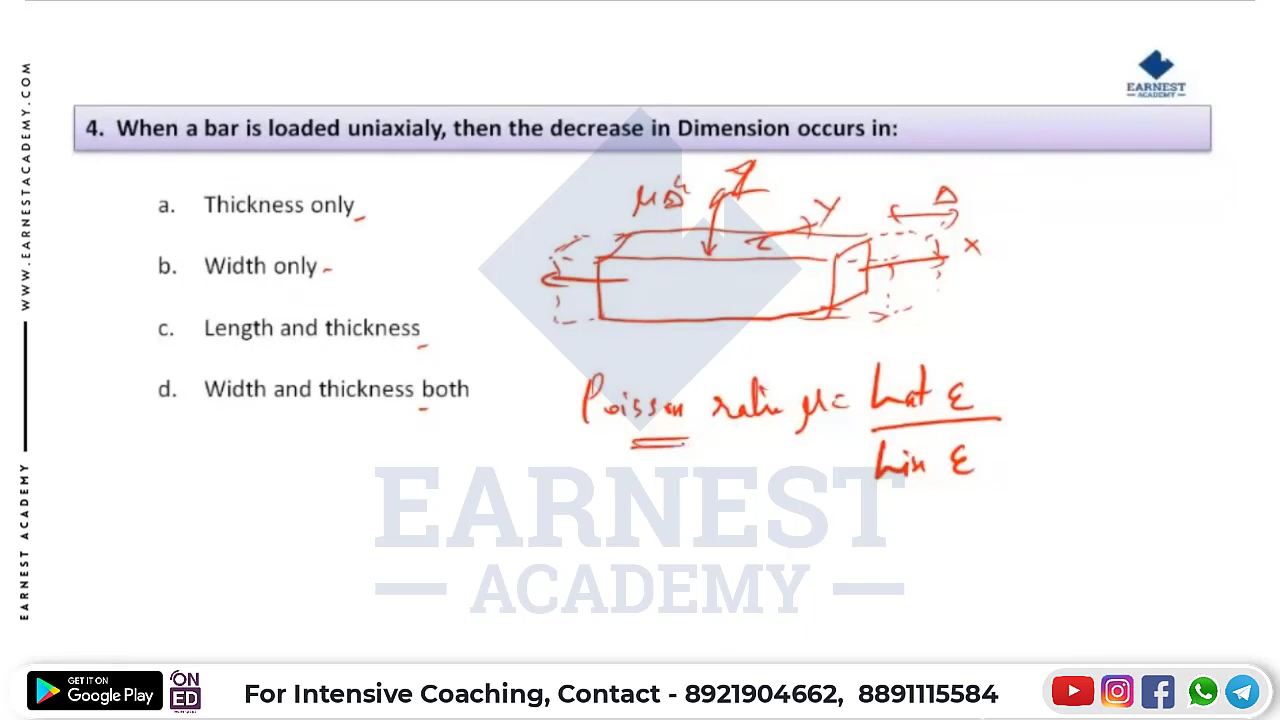 WWW.EARNESTACADEMY.COM
EARNEST ACADEMY
EARNEST
ACADEMY
4. When a bar is loaded uniaxialy, then the decrease in Dimension occurs in:
a. Thickness only
b. Width only
c. Length and thickness
d. Width and thickness both
Y
Δ
X
Poisson ratio μ = Lat ε
Lin ε
EARNEST
ACADEMY
GET IT ON
Google Play
ON
ED
For Intensive Coaching, Contact - 8921904662, 8891115584